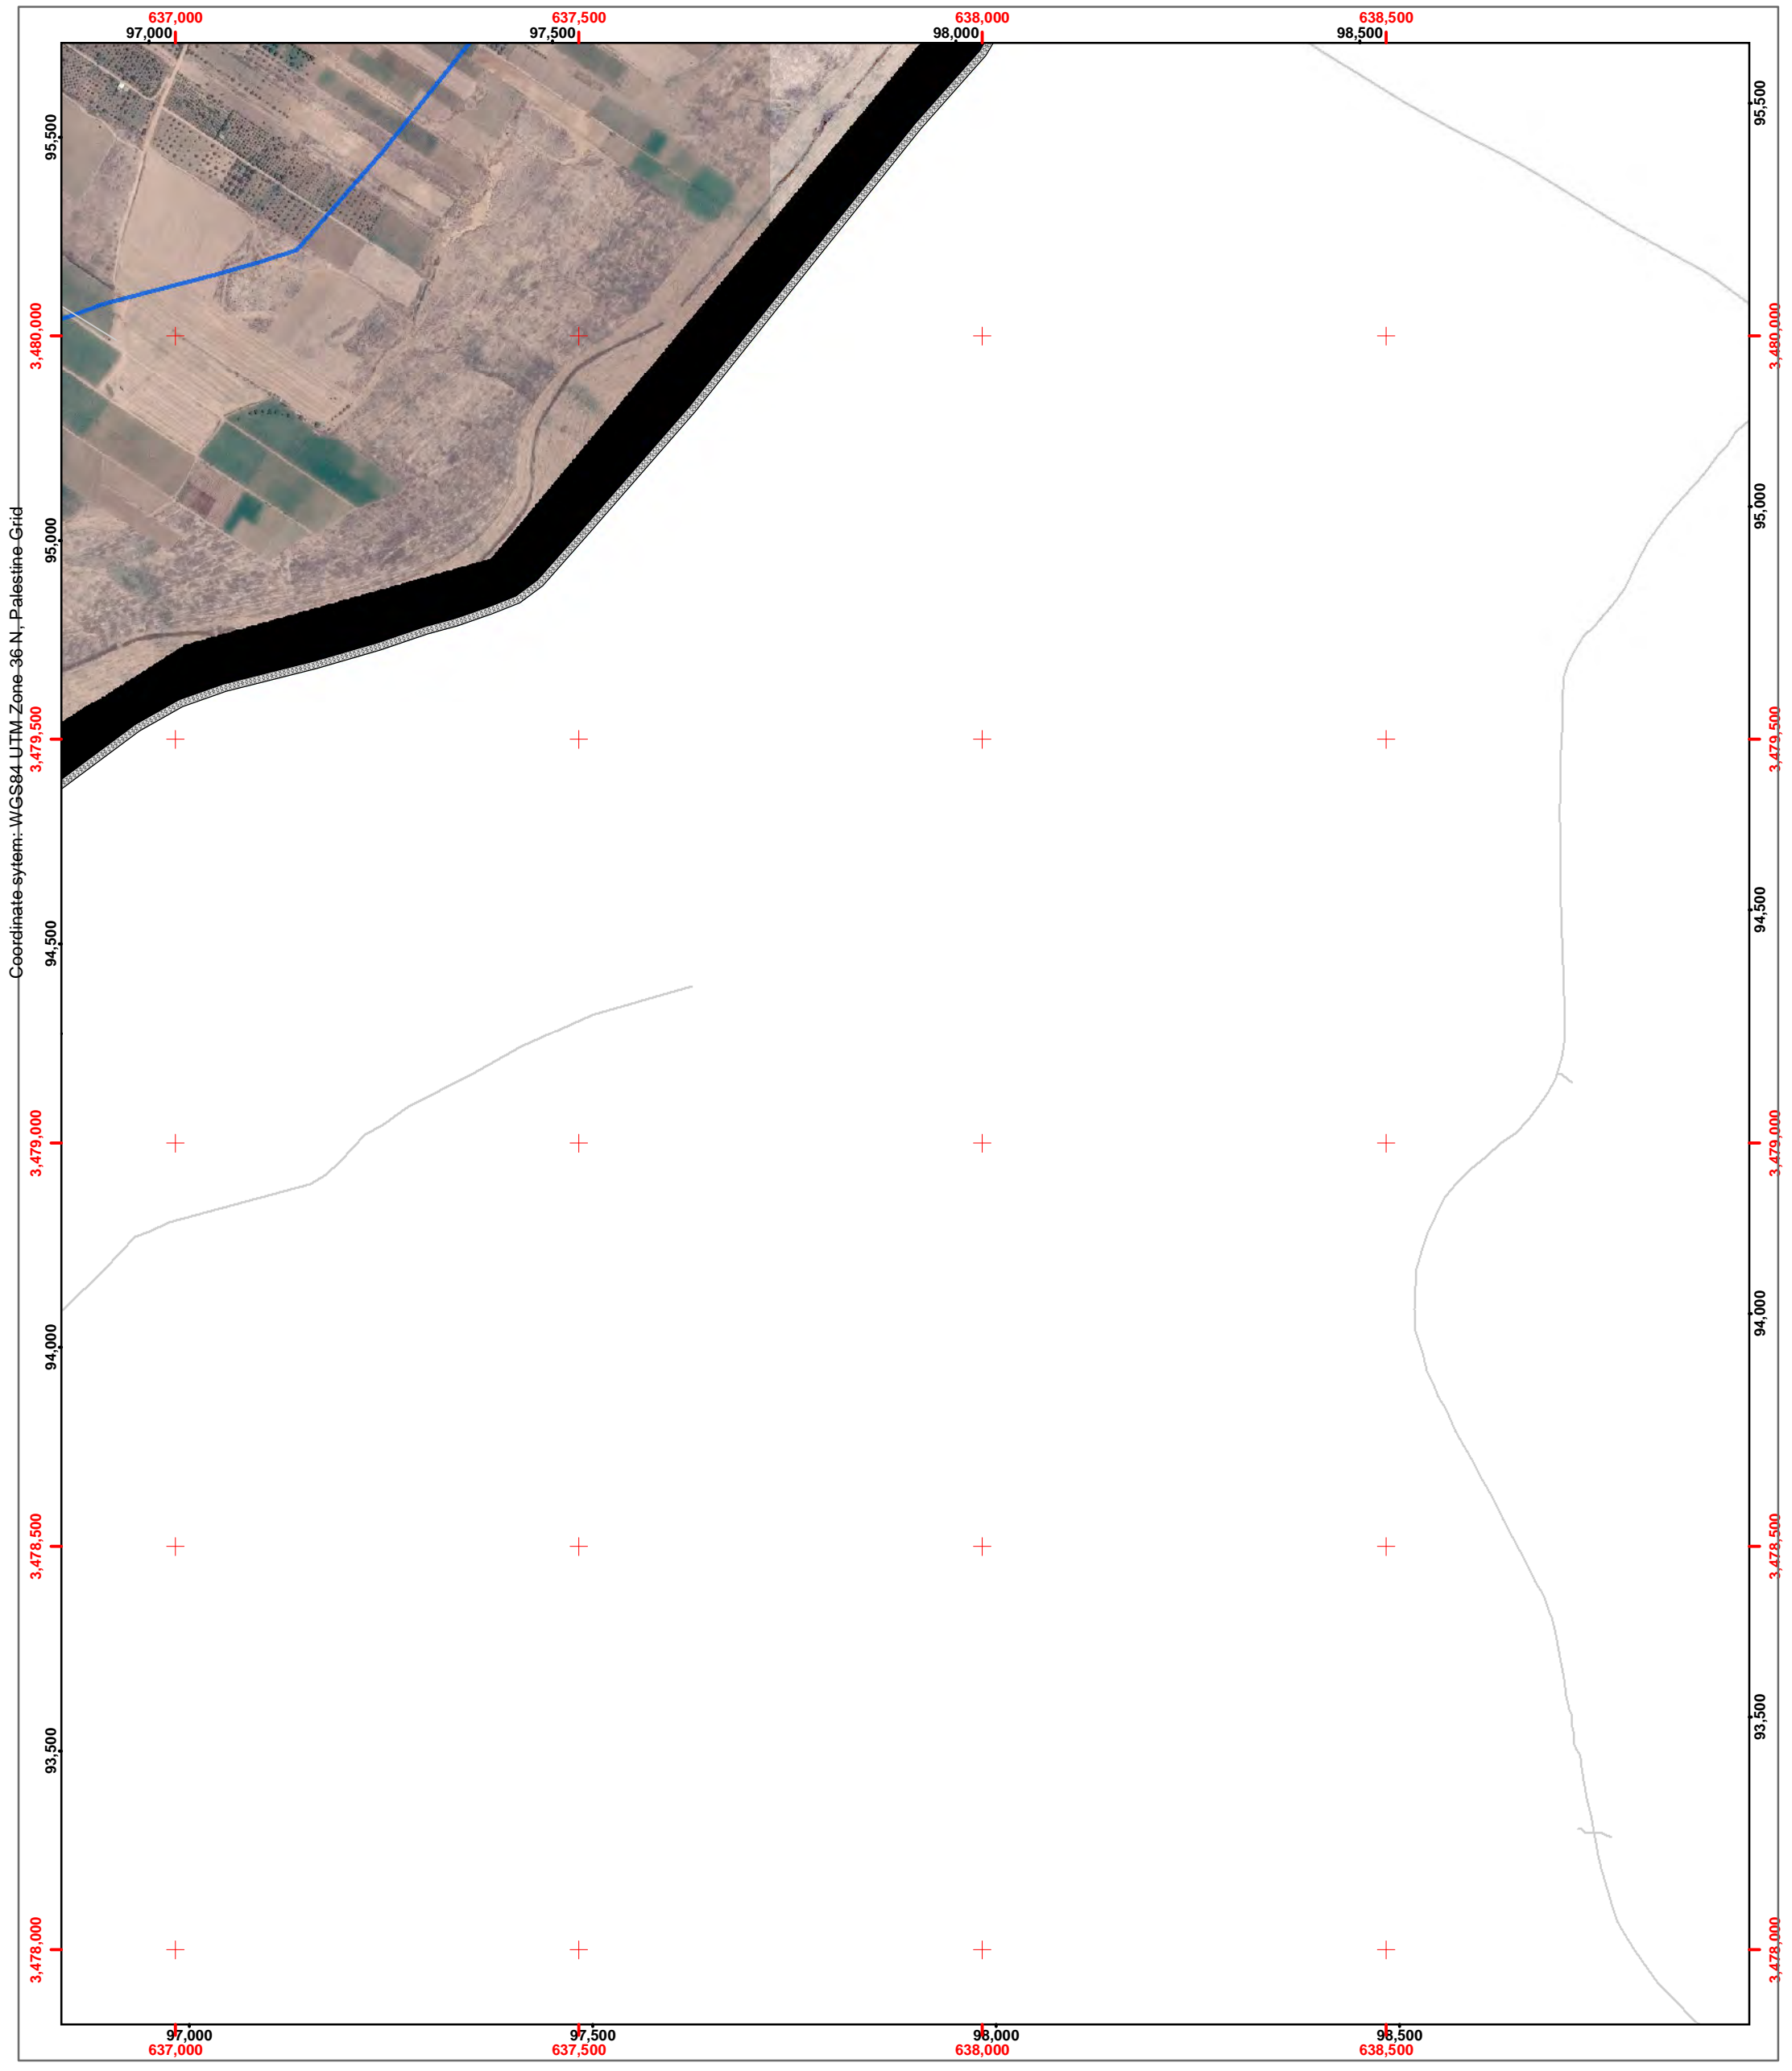 637,000 637,500 638,000 638,500
97,000 97,500 98,000 98,500
95,500 95,500
3,480,000 3,480,000
95,000 95,000
Coordinate sytem: WGS84 UTM Zone 36 N, Palestine Grid
3,479,500 3,479,500
94,500 94,500
3,479,000 3,479,000
94,000 94,000
3,478,500 3,478,500
93,500 93,500
3,478,000 3,478,000
97,000 97,500 98,000 98,500
637,000 637,500 638,000 638,500